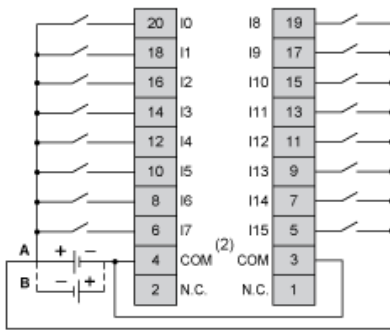 20 I0 I8 19
18 I1 I9 17
16 I2 I10 15
14 I3 I11 13
12 I4 I12 11
10 I5 I13 9
8 I6 I14 7
6 I7 I15 5
A + − 4 COM (2) COM 3
B − + 2 N.C. N.C. 1